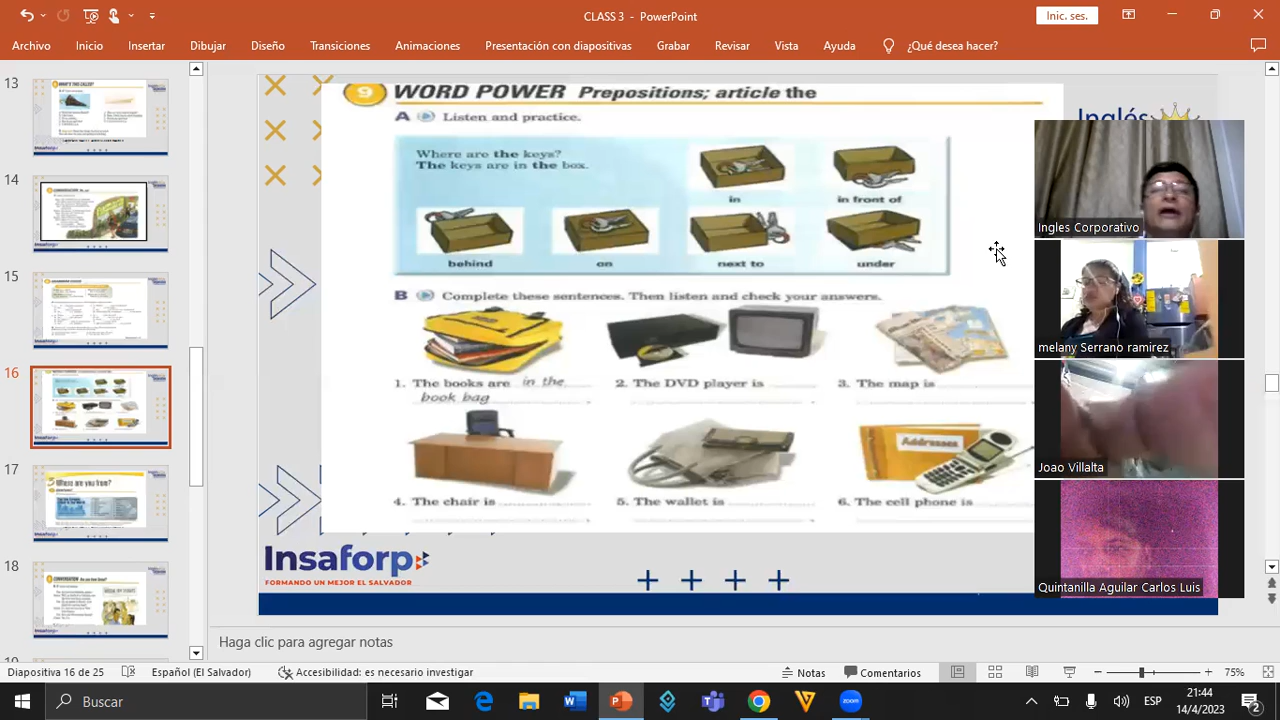 CLASS 3 - PowerPoint
Inic. ses.
Archivo Inicio Insertar Dibujar Diseño Transiciones Animaciones Presentación con diapositivas Grabar Revisar Vista Ayuda ¿Qué desea hacer?
13
14
15
16
17
18
9 WORD POWER Prepositions; article the
Inglés
A Listen and practice.
Where are the keys?
The keys are in the box.
in in front of
behind on next to under
B Complete these sentences. Then listen and check your answers.
1. The books are in the
book bag
2. The DVD player is
3. The map is
Addresses
4. The chair is
5. The wallet is
6. The cell phone is
Insaforp
FORMANDO UN MEJOR EL SALVADOR
Ingles Corporativo
melany Serrano ramirez
Joao Villalta
Quintanilla Aguilar Carlos Luis
Haga clic para agregar notas
Diapositiva 16 de 25 Español (El Salvador) Accesibilidad: es necesario investigar Notas Comentarios 75%
Buscar
zoom
ESP
21:44
14/4/2023
2